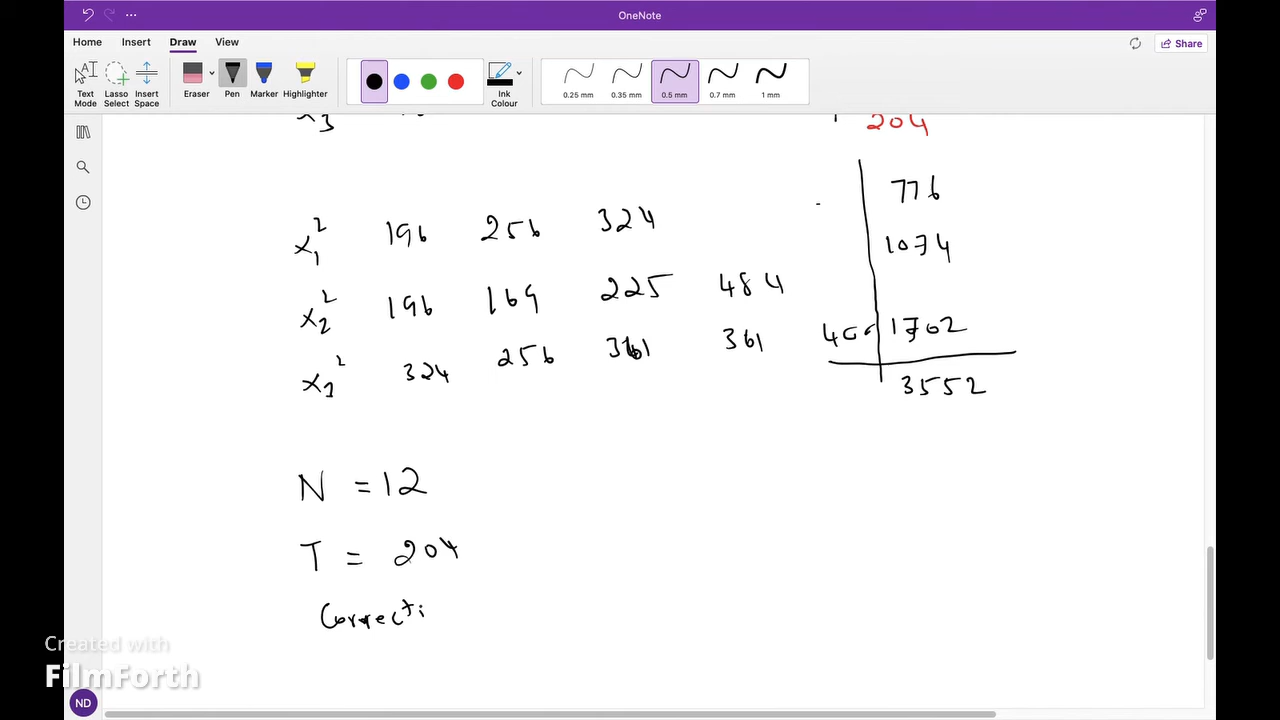 OneNote
Home Insert Draw View
Share
Text Mode
Lasso Select
Insert Space
Eraser
Pen
Marker
Highlighter
Ink Colour
0.25 mm
0.35 mm
0.5 mm
0.7 mm
1 mm
x3
204
x1² 196 256 324 776
x2² 196 169 225 484 1074
x3² 324 256 361 361 400 1702
3552
N = 12
T = 204
Correcti
Created with
FilmForth
ND